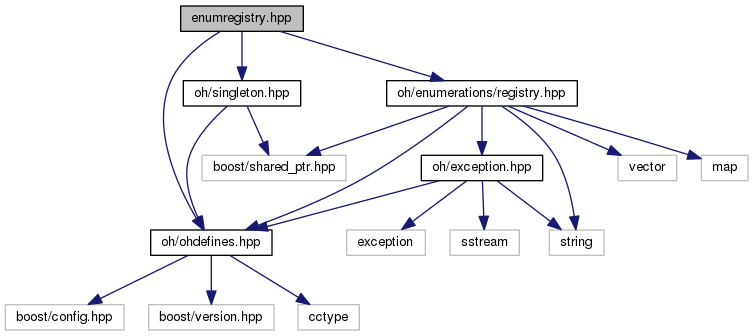 enumregistry.hpp
oh/singleton.hpp
oh/enumerations/registry.hpp
boost/shared_ptr.hpp
oh/exception.hpp
vector
map
oh/ohdefines.hpp
exception
sstream
string
boost/config.hpp
boost/version.hpp
cctype